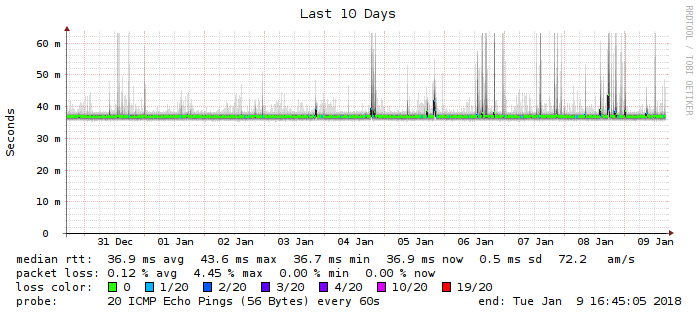 Last 10 Days
RRDTOOL / TOBI OETIKER
Seconds
60 m
50 m
40 m
30 m
20 m
10 m
0
31 Dec 01 Jan 02 Jan 03 Jan 04 Jan 05 Jan 06 Jan 07 Jan 08 Jan 09 Jan
median rtt: 36.9 ms avg 43.6 ms max 36.7 ms min 36.9 ms now 0.5 ms sd 72.2 am/s
packet loss: 0.12 % avg 4.45 % max 0.00 % min 0.00 % now
loss color: 0 1/20 2/20 3/20 4/20 10/20 19/20
probe: 20 ICMP Echo Pings (56 Bytes) every 60s end: Tue Jan 9 16:45:05 2018